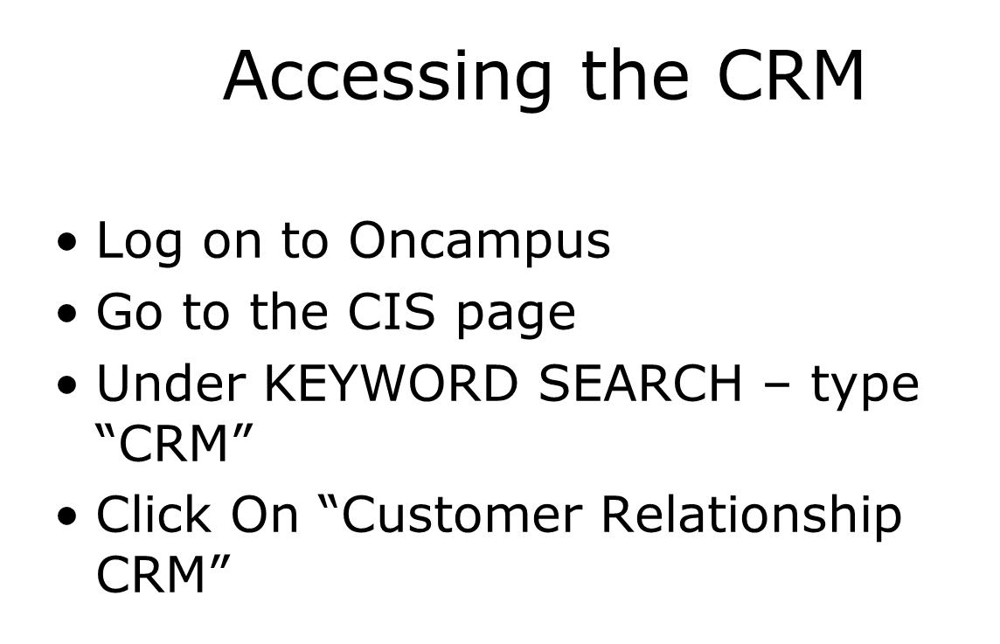 Accessing the CRM
• Log on to Oncampus
• Go to the CIS page
• Under KEYWORD SEARCH – type
“CRM”
• Click On “Customer Relationship
CRM”